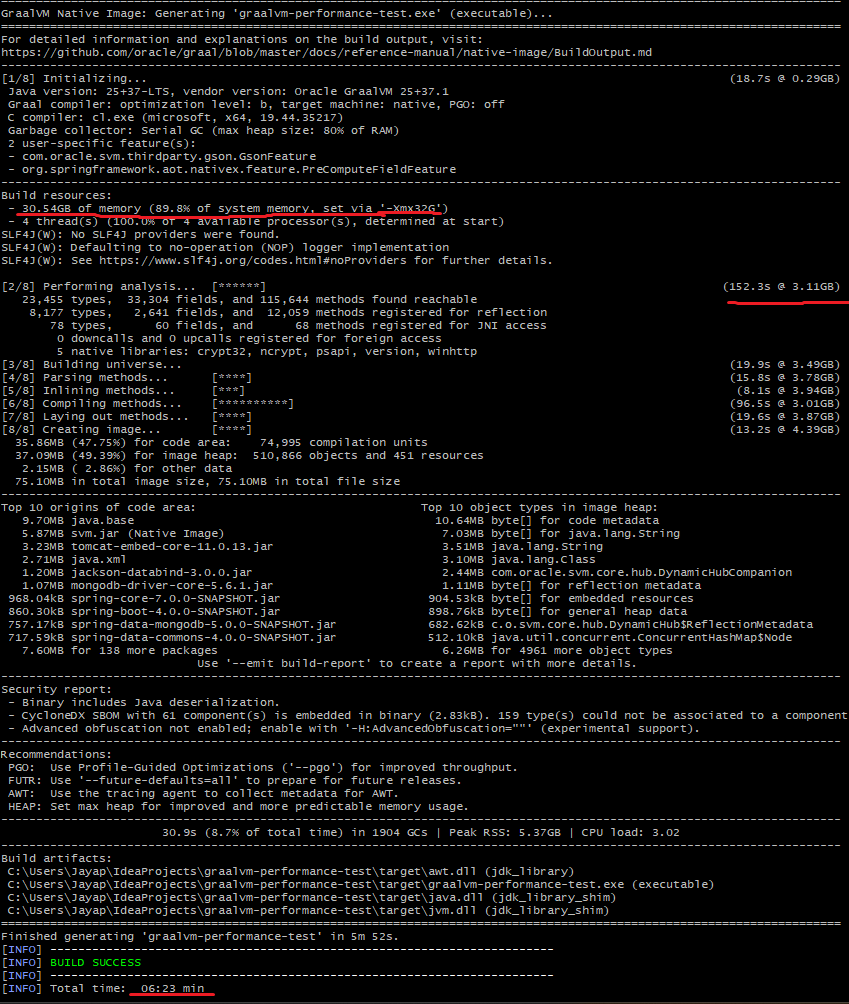 ================================================================================
GraalVM Native Image: Generating 'graalvm-performance-test.exe' (executable)...
================================================================================
For detailed information and explanations on the build output, visit:
https://github.com/oracle/graal/blob/master/docs/reference-manual/native-image/BuildOutput.md
--------------------------------------------------------------------------------
[1/8] Initializing... (18.7s @ 0.29GB)
Java version: 25+37-LTS, vendor version: Oracle GraalVM 25+37.1
Graal compiler: optimization level: b, target machine: native, PGO: off
C compiler: cl.exe (microsoft, x64, 19.44.35217)
Garbage collector: Serial GC (max heap size: 80% of RAM)
2 user-specific feature(s):
- com.oracle.svm.thirdparty.gson.GsonFeature
- org.springframework.aot.nativex.feature.PreComputeFieldFeature
--------------------------------------------------------------------------------
Build resources:
- 30.54GB of memory (89.8% of system memory, set via '-Xmx32G')
- 4 thread(s) (100.0% of 4 available processor(s), determined at start)
SLF4J(W): No SLF4J providers were found.
SLF4J(W): Defaulting to no-operation (NOP) logger implementation
SLF4J(W): See https://www.slf4j.org/codes.html#noProviders for further details.
[2/8] Performing analysis... [******] (152.3s @ 3.11GB)
23,455 types, 33,304 fields, and 115,644 methods found reachable
8,177 types, 2,641 fields, and 12,059 methods registered for reflection
78 types, 60 fields, and 68 methods registered for JNI access
0 downcalls and 0 upcalls registered for foreign access
5 native libraries: crypt32, ncrypt, psapi, version, winhttp
[3/8] Building universe... (19.9s @ 3.49GB)
[4/8] Parsing methods... [****] (15.8s @ 3.78GB)
[5/8] Inlining methods... [***] (8.1s @ 3.94GB)
[6/8] Compiling methods... [**********] (96.5s @ 3.01GB)
[7/8] Laying out methods... [****] (19.6s @ 3.87GB)
[8/8] Creating image... [****] (13.2s @ 4.39GB)
35.86MB (47.75%) for code area: 74,995 compilation units
37.09MB (49.39%) for image heap: 510,866 objects and 451 resources
2.15MB ( 2.86%) for other data
75.10MB in total image size, 75.10MB in total file size
--------------------------------------------------------------------------------
Top 10 origins of code area: Top 10 object types in image heap:
9.70MB java.base 10.64MB byte[] for code metadata
5.87MB svm.jar (Native Image) 7.03MB byte[] for java.lang.String
3.23MB tomcat-embed-core-11.0.13.jar 3.51MB java.lang.String
2.71MB java.xml 3.10MB java.lang.Class
1.20MB jackson-databind-3.0.0.jar 2.44MB com.oracle.svm.core.hub.DynamicHubCompanion
1.07MB mongodb-driver-core-5.6.1.jar 1.11MB byte[] for reflection metadata
968.04kB spring-core-7.0.0-SNAPSHOT.jar 904.53kB byte[] for embedded resources
860.30kB spring-boot-4.0.0-SNAPSHOT.jar 898.76kB byte[] for general heap data
757.17kB spring-data-mongodb-5.0.0-SNAPSHOT.jar 682.62kB c.o.svm.core.hub.DynamicHub$ReflectionMetadata
717.59kB spring-data-commons-4.0.0-SNAPSHOT.jar 512.10kB java.util.concurrent.ConcurrentHashMap$Node
7.60MB for 138 more packages 6.26MB for 4961 more object types
Use '--emit build-report' to create a report with more details.
--------------------------------------------------------------------------------
Security report:
- Binary includes Java deserialization.
- CycloneDX SBOM with 61 component(s) is embedded in binary (2.83kB). 159 type(s) could not be associated to a component
- Advanced obfuscation not enabled; enable with '-H:AdvancedObfuscation=""' (experimental support).
--------------------------------------------------------------------------------
Recommendations:
PGO: Use Profile-Guided Optimizations ('--pgo') for improved throughput.
FUTR: Use '--future-defaults=all' to prepare for future releases.
AWT: Use the tracing agent to collect metadata for AWT.
HEAP: Set max heap for improved and more predictable memory usage.
--------------------------------------------------------------------------------
30.9s (8.7% of total time) in 1904 GCs | Peak RSS: 5.37GB | CPU load: 3.02
--------------------------------------------------------------------------------
Build artifacts:
C:\Users\Jayap\IdeaProjects\graalvm-performance-test\target\awt.dll (jdk_library)
C:\Users\Jayap\IdeaProjects\graalvm-performance-test\target\graalvm-performance-test.exe (executable)
C:\Users\Jayap\IdeaProjects\graalvm-performance-test\target\java.dll (jdk_library_shim)
C:\Users\Jayap\IdeaProjects\graalvm-performance-test\target\jvm.dll (jdk_library_shim)
================================================================================
Finished generating 'graalvm-performance-test' in 5m 52s.
[INFO] ------------------------------------------------------------------------
[INFO] BUILD SUCCESS
[INFO] ------------------------------------------------------------------------
[INFO] Total time: 06:23 min